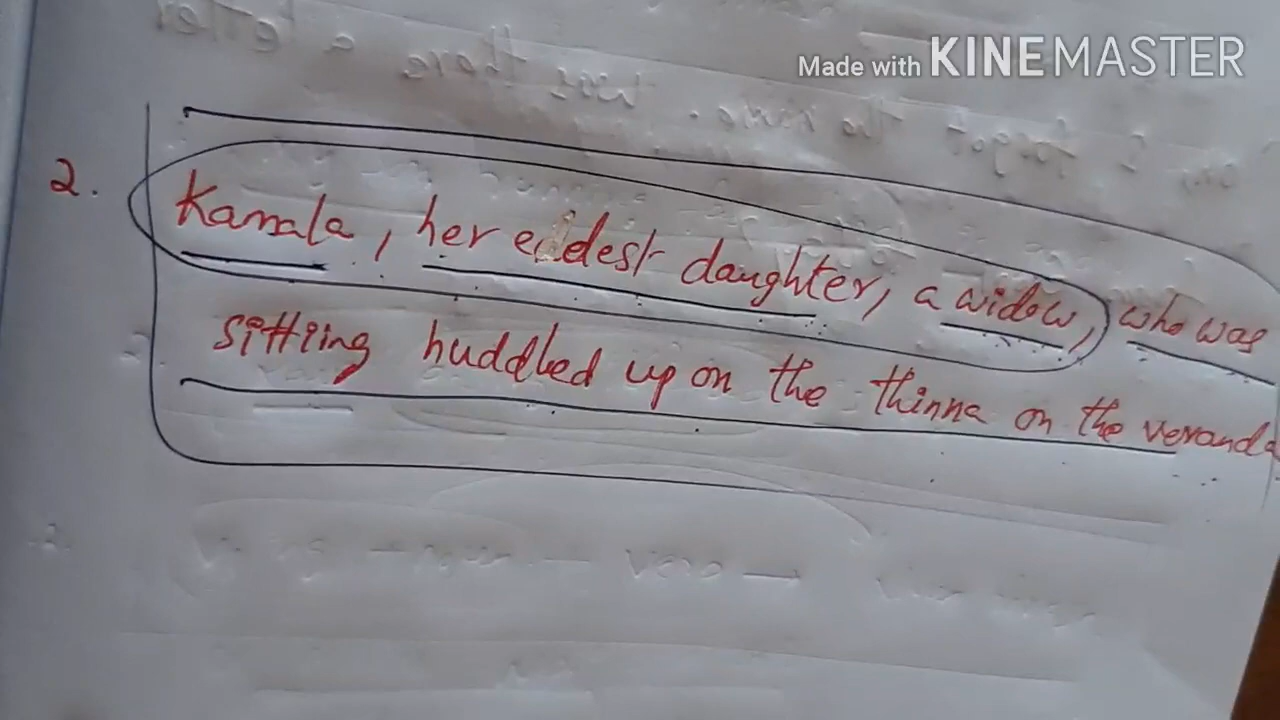 Made with KINEMASTER
2. Kamala, her eldest daughter, a widow, who was
sitting huddled up on the thinna on the veranda